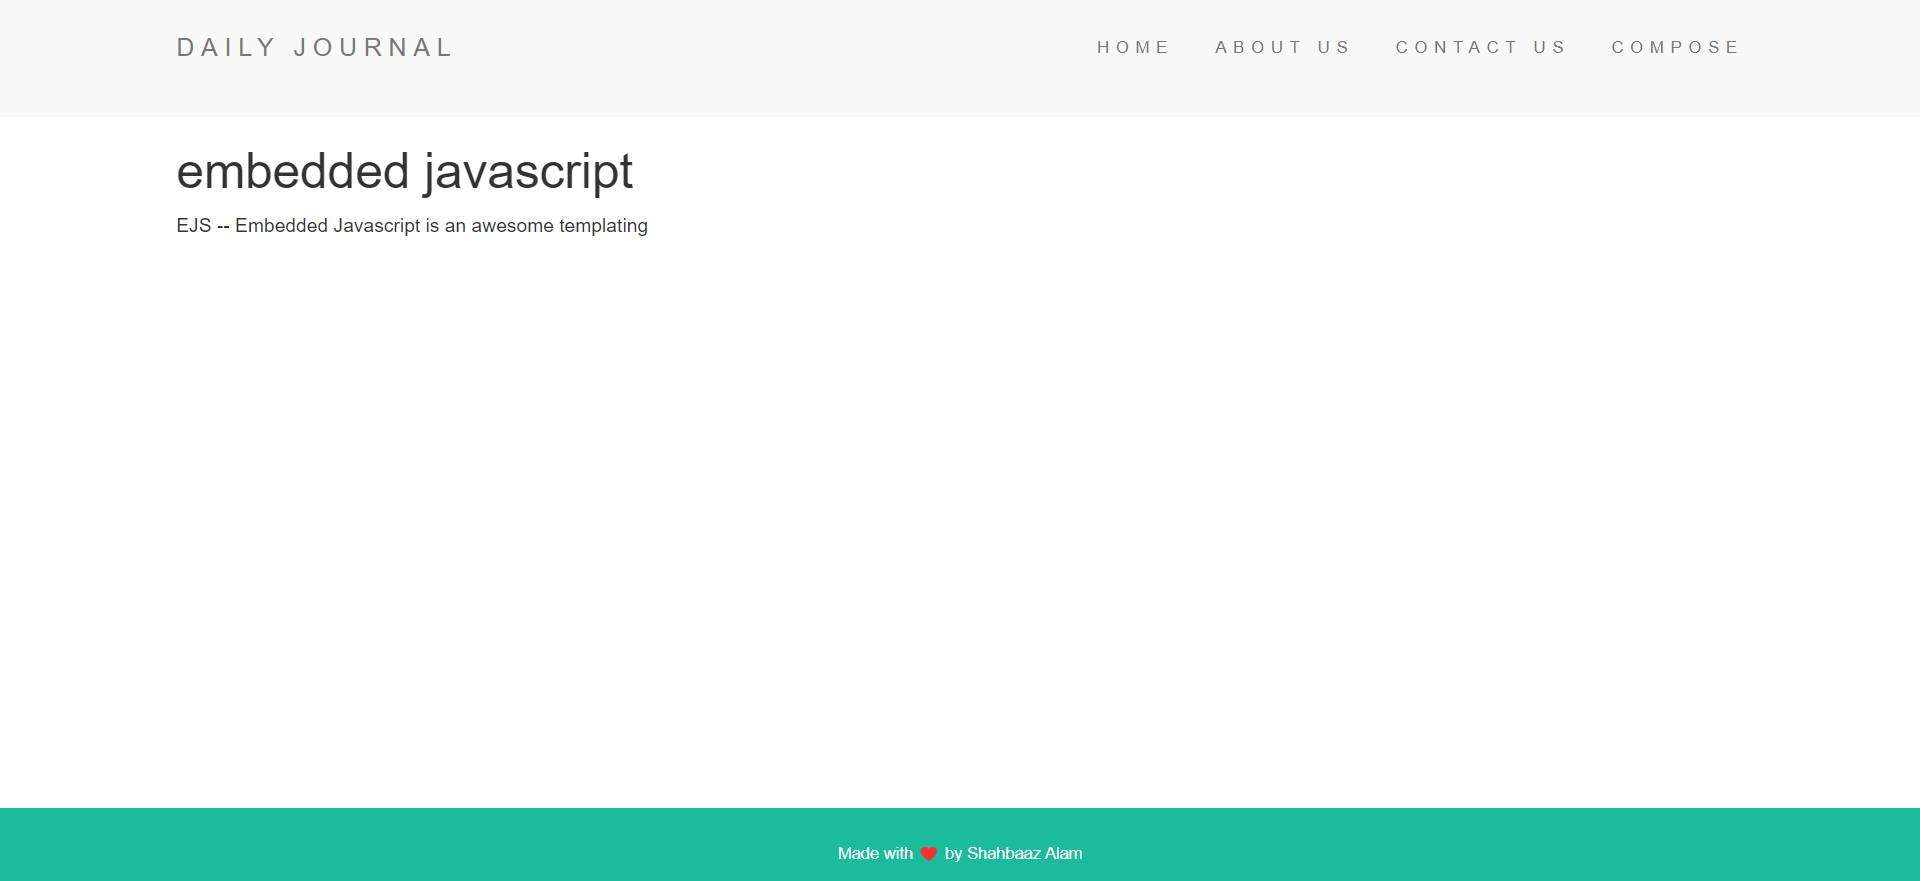 DAILY JOURNAL
HOME ABOUT US CONTACT US COMPOSE
embedded javascript
EJS -- Embedded Javascript is an awesome templating
Made with ❤ by Shahbaaz Alam